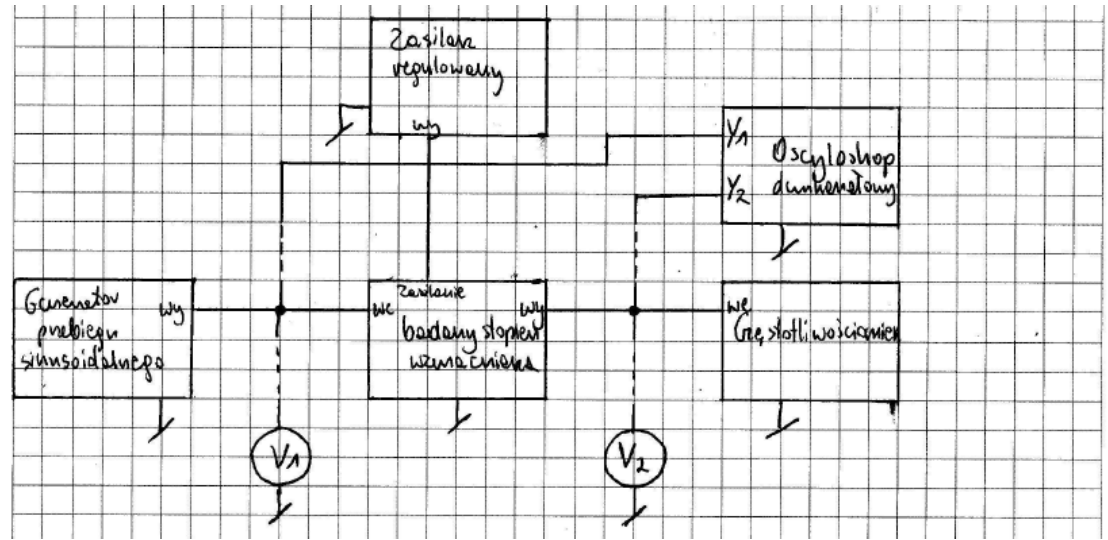 Zasilacz
regulowany
wy
Y1
Oscyloskop
Y2 dwukanałowy
Generator
przebiegu
sinusoidalnego
wy
we
Zasilanie
wy
badany stopień
wzmacniacza
we
Częstotliwościomierz
V1
V2